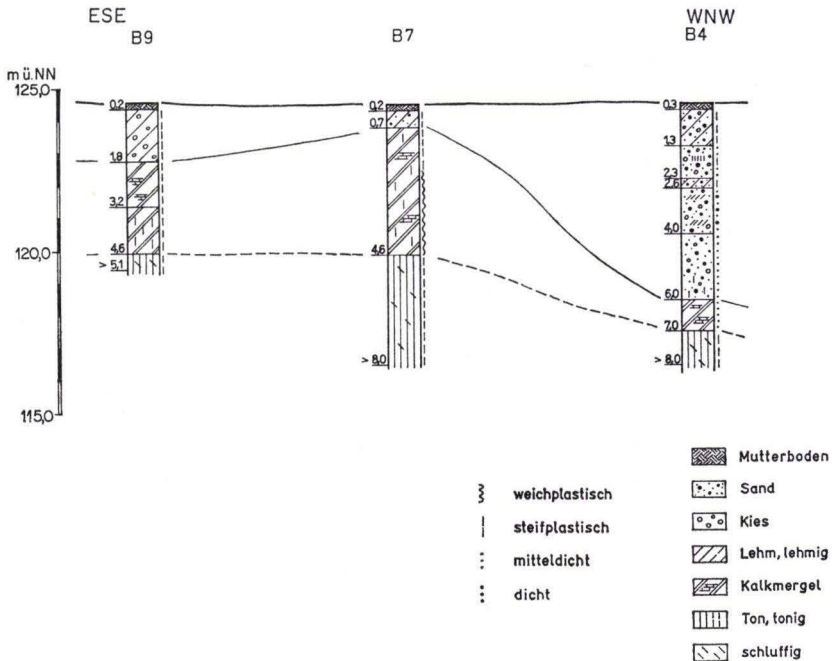 ESE
WNW
B9
B7
B4
m ü.NN
125,0
120,0
115,0
0,2
1,8
3,2
4,6
> 5,1
0,2
0,7
4,6
> 8,0
0,3
1,3
2,3
2,6
4,0
6,0
7,0
> 8,0
weichplastisch
steifplastisch
mitteldicht
dicht
Mutterboden
Sand
Kies
Lehm, lehmig
Kalkmergel
Ton, tonig
schluffig